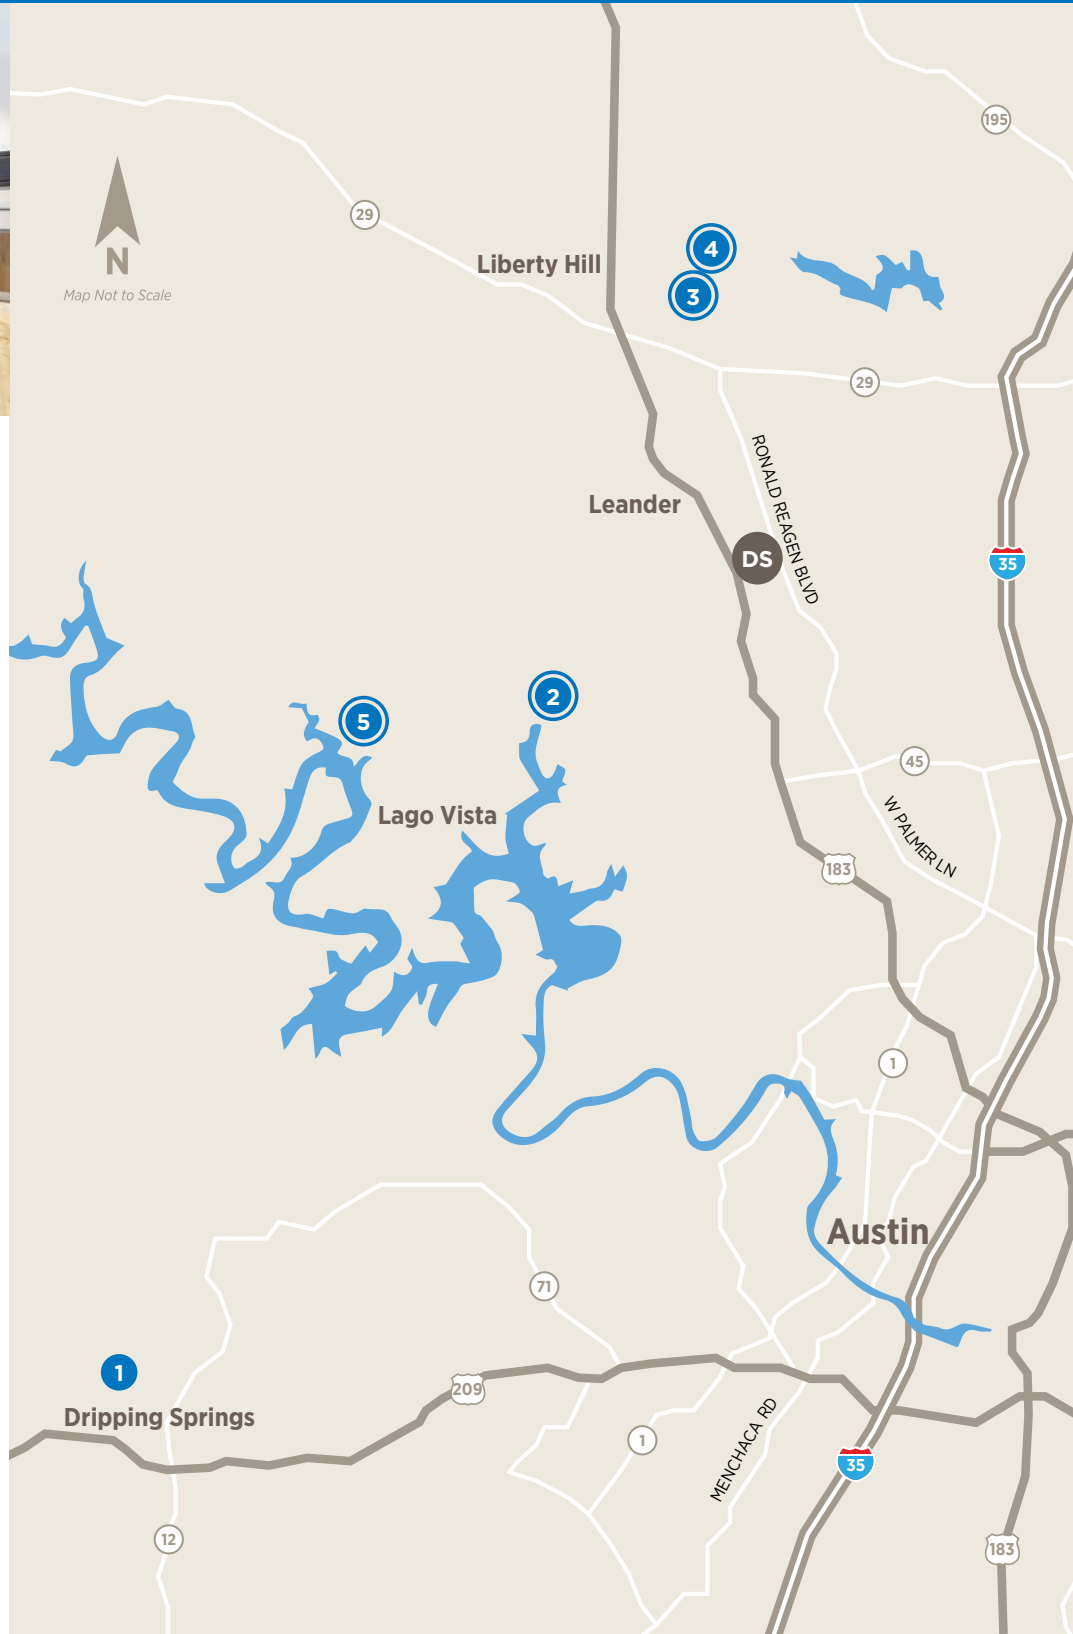 195
29
4
Liberty Hill
3
N
Map Not to Scale
29
RONALD REAGEN BLVD
Leander
DS
35
2
5
45
Lago Vista
W PALMER LN
183
1
Austin
71
1
209
Dripping Springs
MENCHACA RD
1
35
12
183